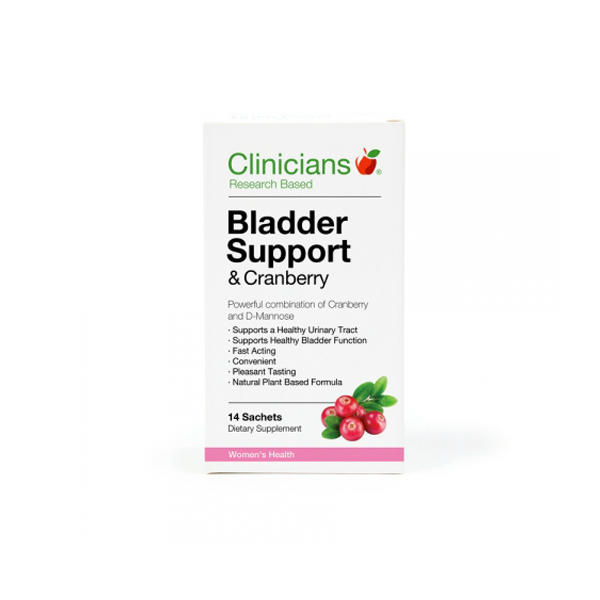 Clinicians®
Research Based
Bladder
Support
& Cranberry
Powerful combination of Cranberry
and D-Mannose
· Supports a Healthy Urinary Tract
· Supports Healthy Bladder Function
· Fast Acting
· Convenient
· Pleasant Tasting
· Natural Plant Based Formula
14 Sachets
Dietary Supplement
Women's Health